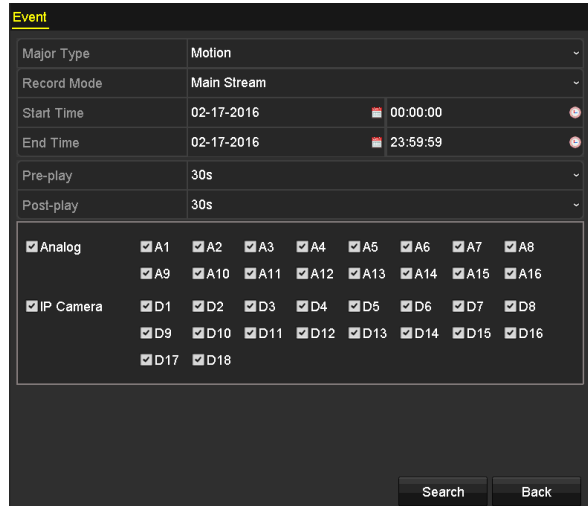 Event
Major Type Motion
Record Mode Main Stream
Start Time 02-17-2016 00:00:00
End Time 02-17-2016 23:59:59
Pre-play 30s
Post-play 30s
Analog A1 A2 A3 A4 A5 A6 A7 A8
A9 A10 A11 A12 A13 A14 A15 A16
IP Camera D1 D2 D3 D4 D5 D6 D7 D8
D9 D10 D11 D12 D13 D14 D15 D16
D17 D18
Search Back